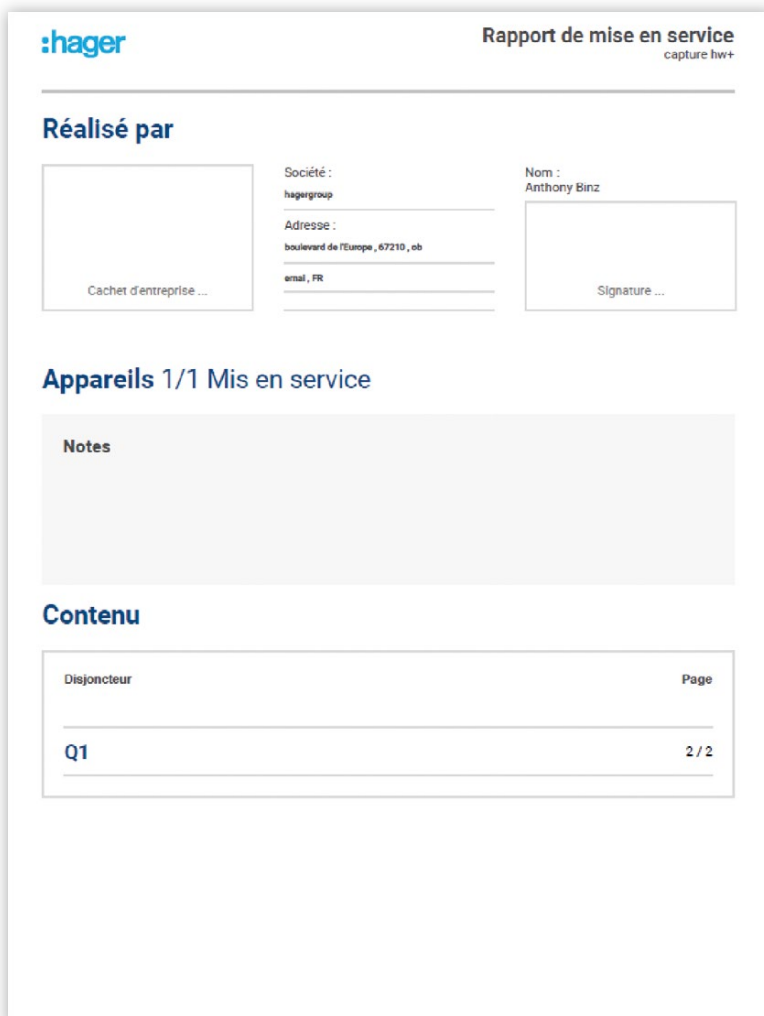 :hager
Rapport de mise en service
capture hw+
Réalisé par
Société :
hagergroup
Adresse :
boulevard de l'Europe , 67210 , ob
ernai , FR
Nom :
Anthony Binz
Cachet d'entreprise ...
Signature ...
Appareils 1/1 Mis en service
Notes
Contenu
Disjoncteur Page
Q1 2 / 2